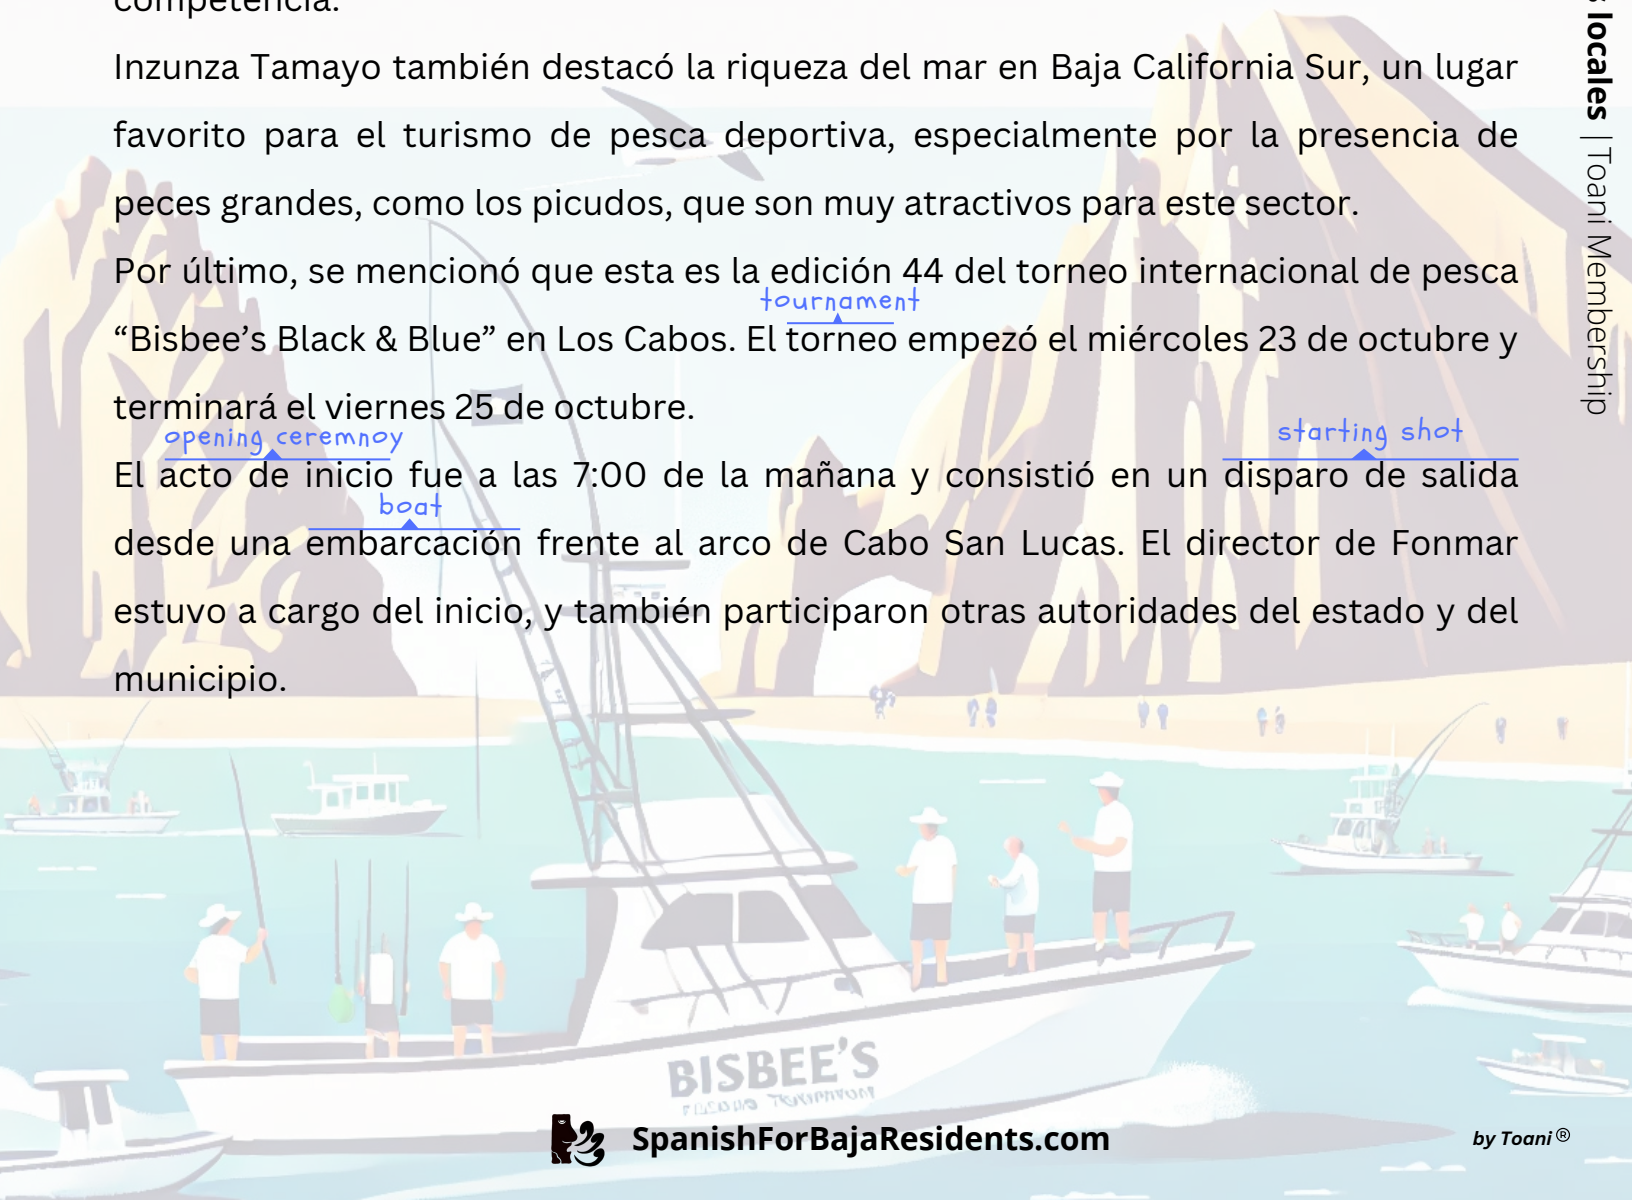 competencia.
Inzunza Tamayo también destacó la riqueza del mar en Baja California Sur, un lugar
favorito para el turismo de pesca deportiva, especialmente por la presencia de
peces grandes, como los picudos, que son muy atractivos para este sector.
Por último, se mencionó que esta es la edición 44 del torneo internacional de pesca
tournament
“Bisbee’s Black & Blue” en Los Cabos. El torneo empezó el miércoles 23 de octubre y
terminará el viernes 25 de octubre.
opening ceremnoy
starting shot
El acto de inicio fue a las 7:00 de la mañana y consistió en un disparo de salida
boat
desde una embarcación frente al arco de Cabo San Lucas. El director de Fonmar
estuvo a cargo del inicio, y también participaron otras autoridades del estado y del
municipio.
locales | Toani Membership
BISBEE’S
SpanishForBajaResidents.com
by Toani®